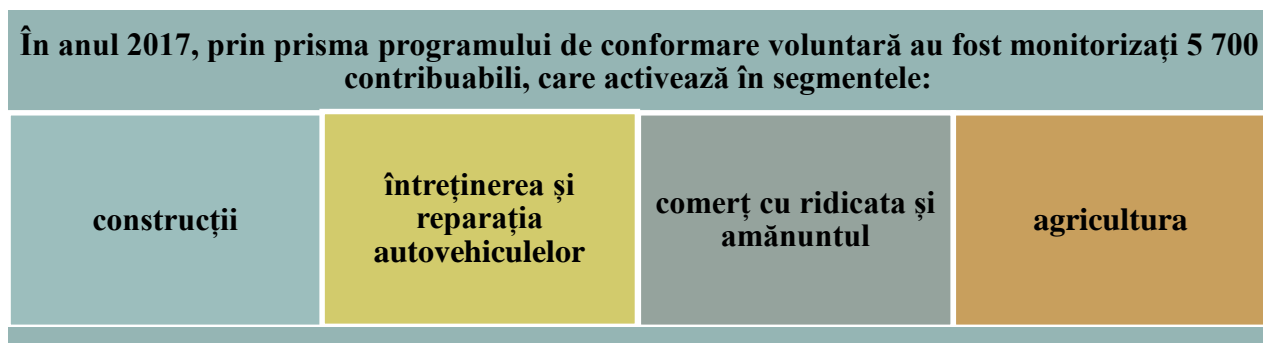 În anul 2017, prin prisma programului de conformare voluntară au fost monitorizați 5 700
contribuabili, care activează în segmentele:
construcții
întreținerea și
reparația
autovehiculelor
comerț cu ridicata și
amănuntul
agricultura